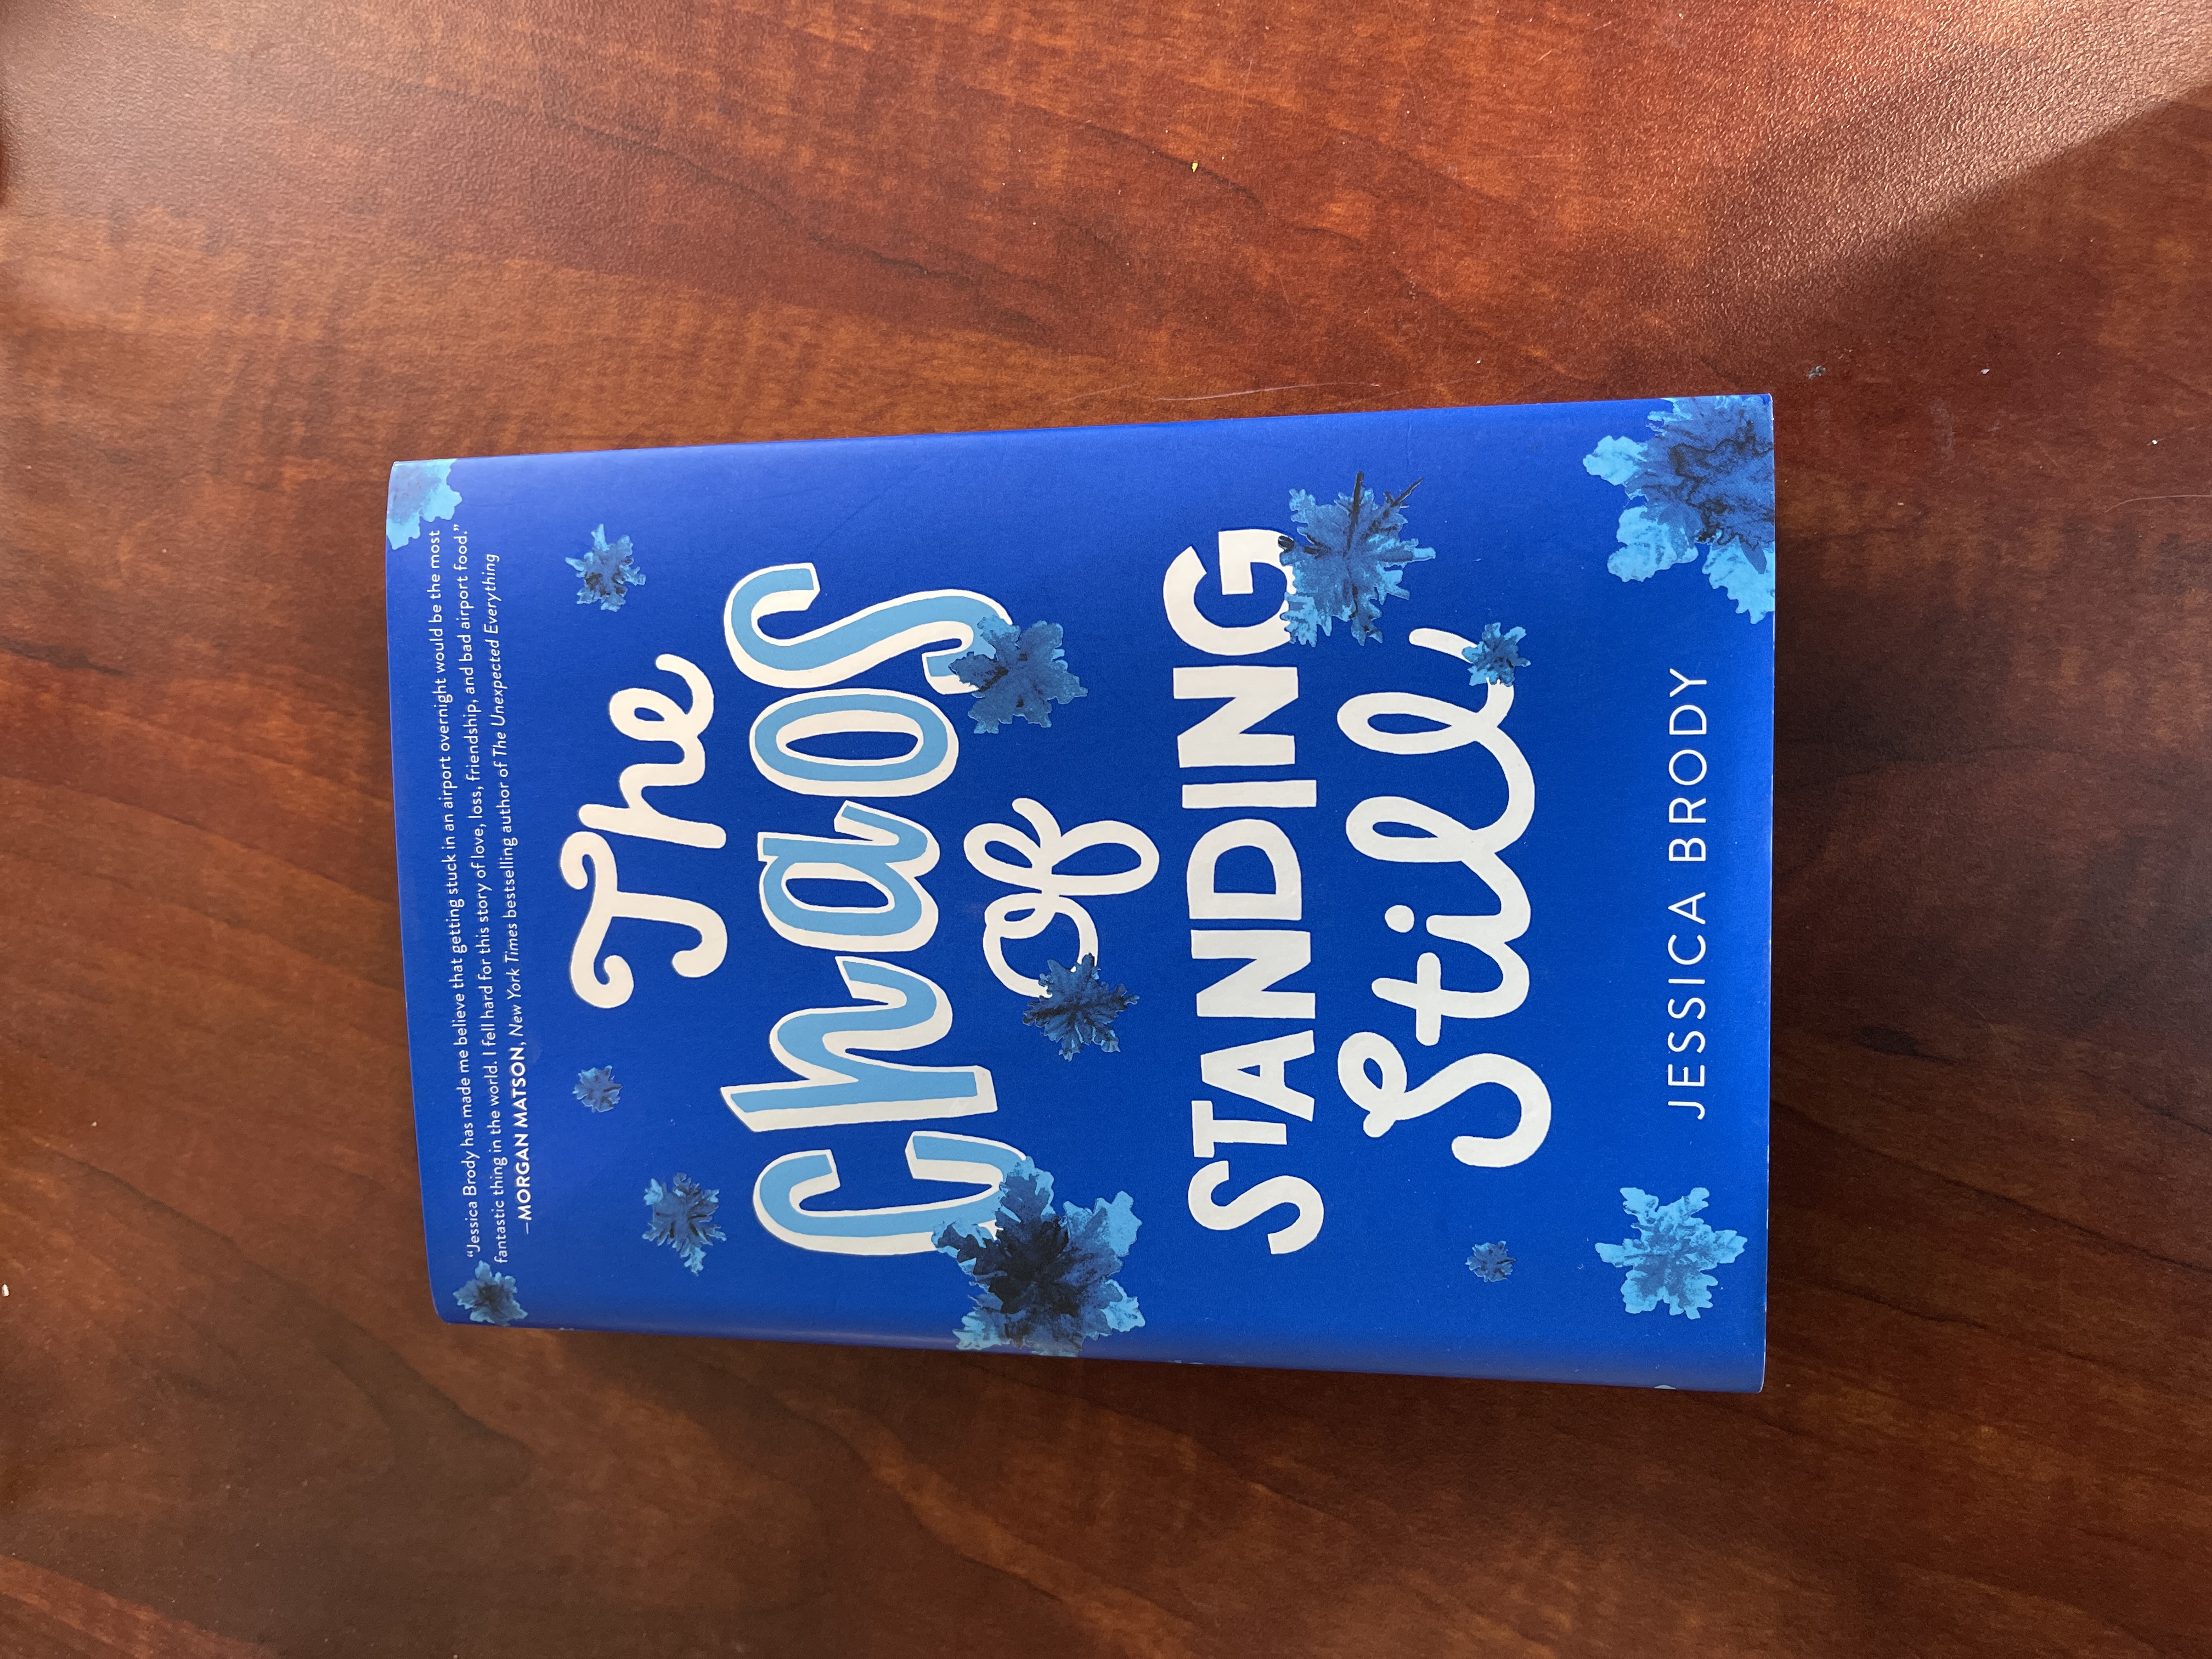 “Jessica Brody has made me believe that getting stuck in an airport overnight would be the most
fantastic thing in the world. I fell hard for this story of love, loss, friendship, and bad airport food.”
—MORGAN MATSON, New York Times bestselling author of The Unexpected Everything
The
Chaos
of
STANDING
Still
JESSICA BRODY